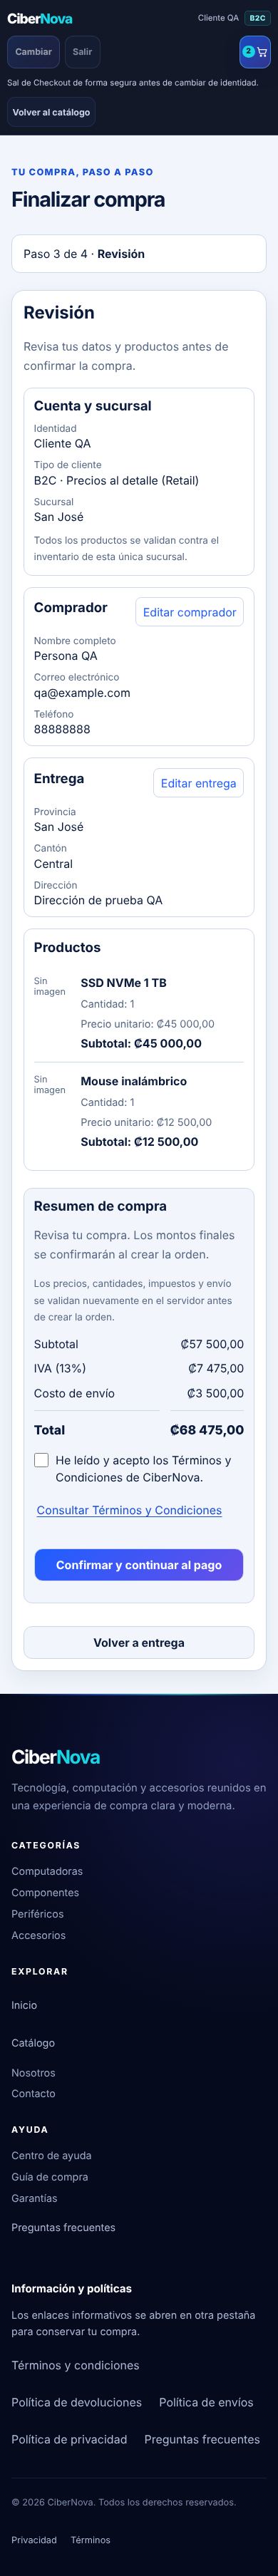 CiberNova
Cliente QA B2C
Cambiar Salir 2
Sal de Checkout de forma segura antes de cambiar de identidad.
Volver al catálogo
TU COMPRA, PASO A PASO
Finalizar compra
Paso 3 de 4 · Revisión
Revisión
Revisa tus datos y productos antes de
confirmar la compra.
Cuenta y sucursal
Identidad
Cliente QA
Tipo de cliente
B2C · Precios al detalle (Retail)
Sucursal
San José
Todos los productos se validan contra el
inventario de esta única sucursal.
Comprador
Editar comprador
Nombre completo
Persona QA
Correo electrónico
qa@example.com
Teléfono
88888888
Entrega
Editar entrega
Provincia
San José
Cantón
Central
Dirección
Dirección de prueba QA
Productos
Sin
imagen
SSD NVMe 1 TB
Cantidad: 1
Precio unitario: ₡45 000,00
Subtotal: ₡45 000,00
Sin
imagen
Mouse inalámbrico
Cantidad: 1
Precio unitario: ₡12 500,00
Subtotal: ₡12 500,00
Resumen de compra
Revisa tu compra. Los montos finales
se confirmarán al crear la orden.
Los precios, cantidades, impuestos y envío
se validan nuevamente en el servidor antes
de crear la orden.
Subtotal ₡57 500,00
IVA (13%) ₡7 475,00
Costo de envío ₡3 500,00
Total ₡68 475,00
He leído y acepto los Términos y
Condiciones de CiberNova.
Consultar Términos y Condiciones
Confirmar y continuar al pago
Volver a entrega
CiberNova
Tecnología, computación y accesorios reunidos en
una experiencia de compra clara y moderna.
CATEGORÍAS
Computadoras
Componentes
Periféricos
Accesorios
EXPLORAR
Inicio
Catálogo
Nosotros
Contacto
AYUDA
Centro de ayuda
Guía de compra
Garantías
Preguntas frecuentes
Información y políticas
Los enlaces informativos se abren en otra pestaña
para conservar tu compra.
Términos y condiciones
Política de devoluciones Política de envíos
Política de privacidad Preguntas frecuentes
© 2026 CiberNova. Todos los derechos reservados.
Privacidad Términos